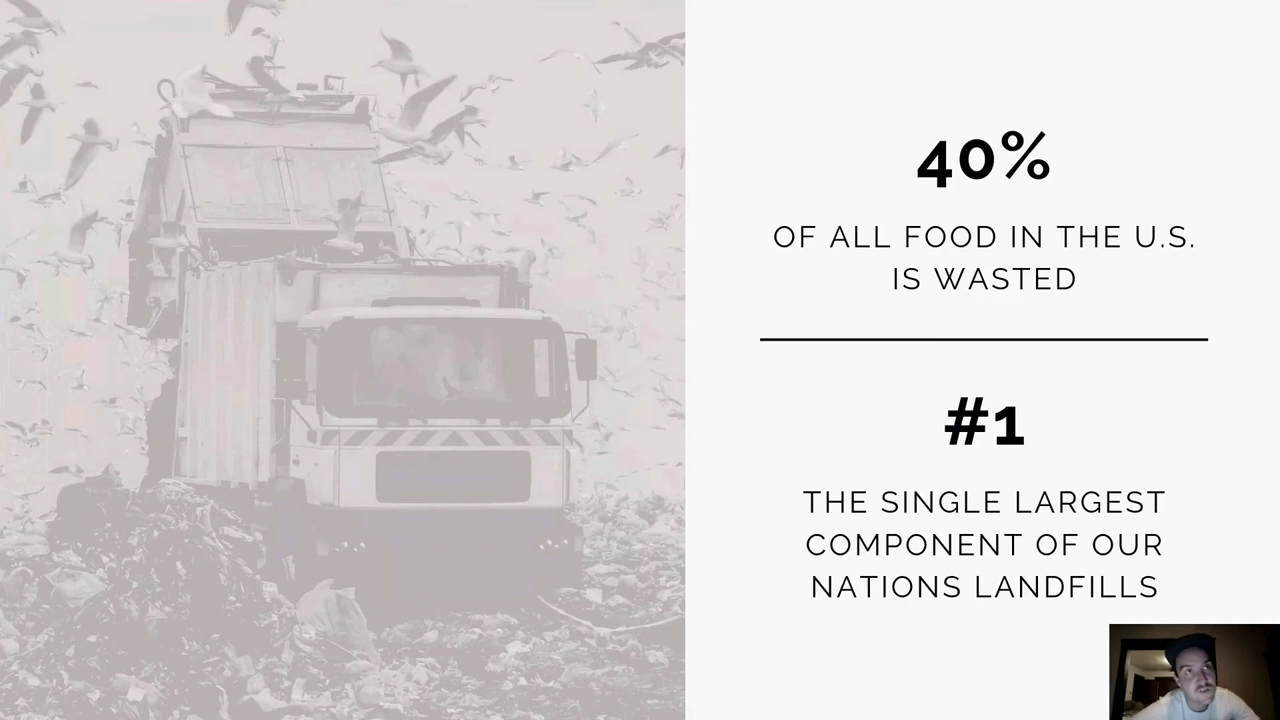 40%
OF ALL FOOD IN THE U.S.
IS WASTED
#1
THE SINGLE LARGEST
COMPONENT OF OUR
NATIONS LANDFILLS